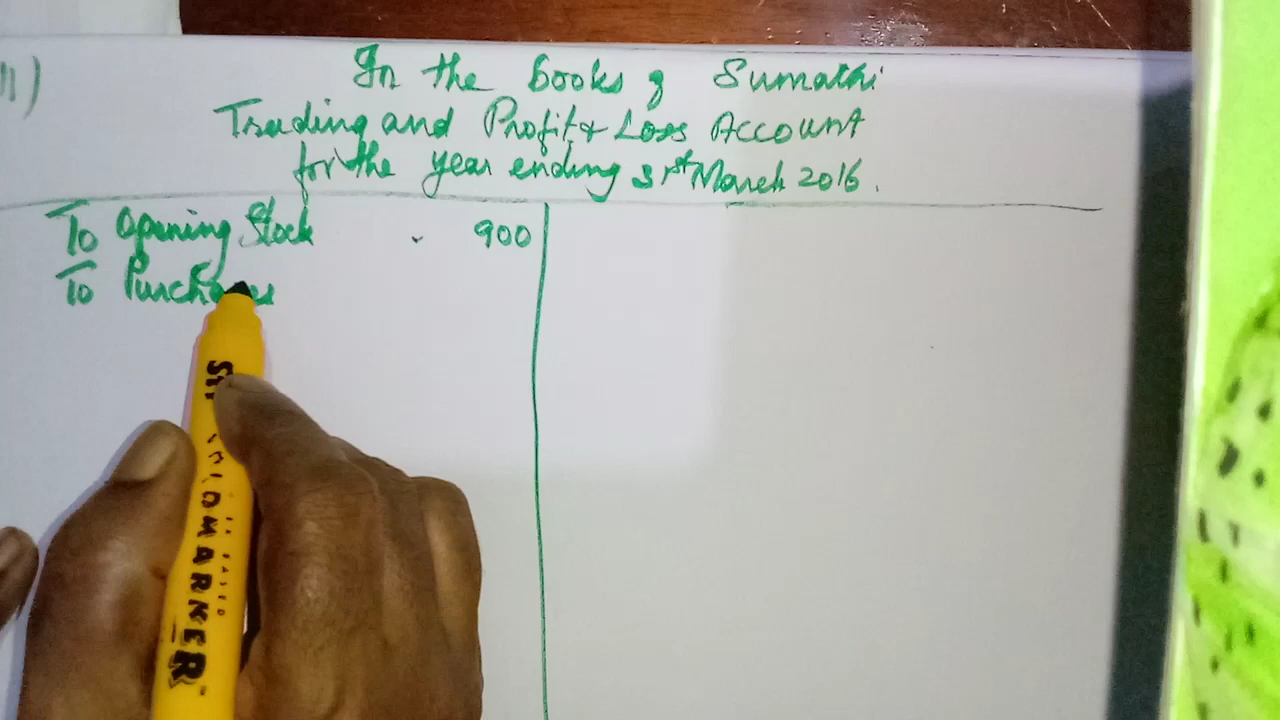 11)
In the books of Sumathi
Trading and Profit & Loss Account
for the year ending 31st March 2016.
To Opening Stock 900
To Purchases
MARKER